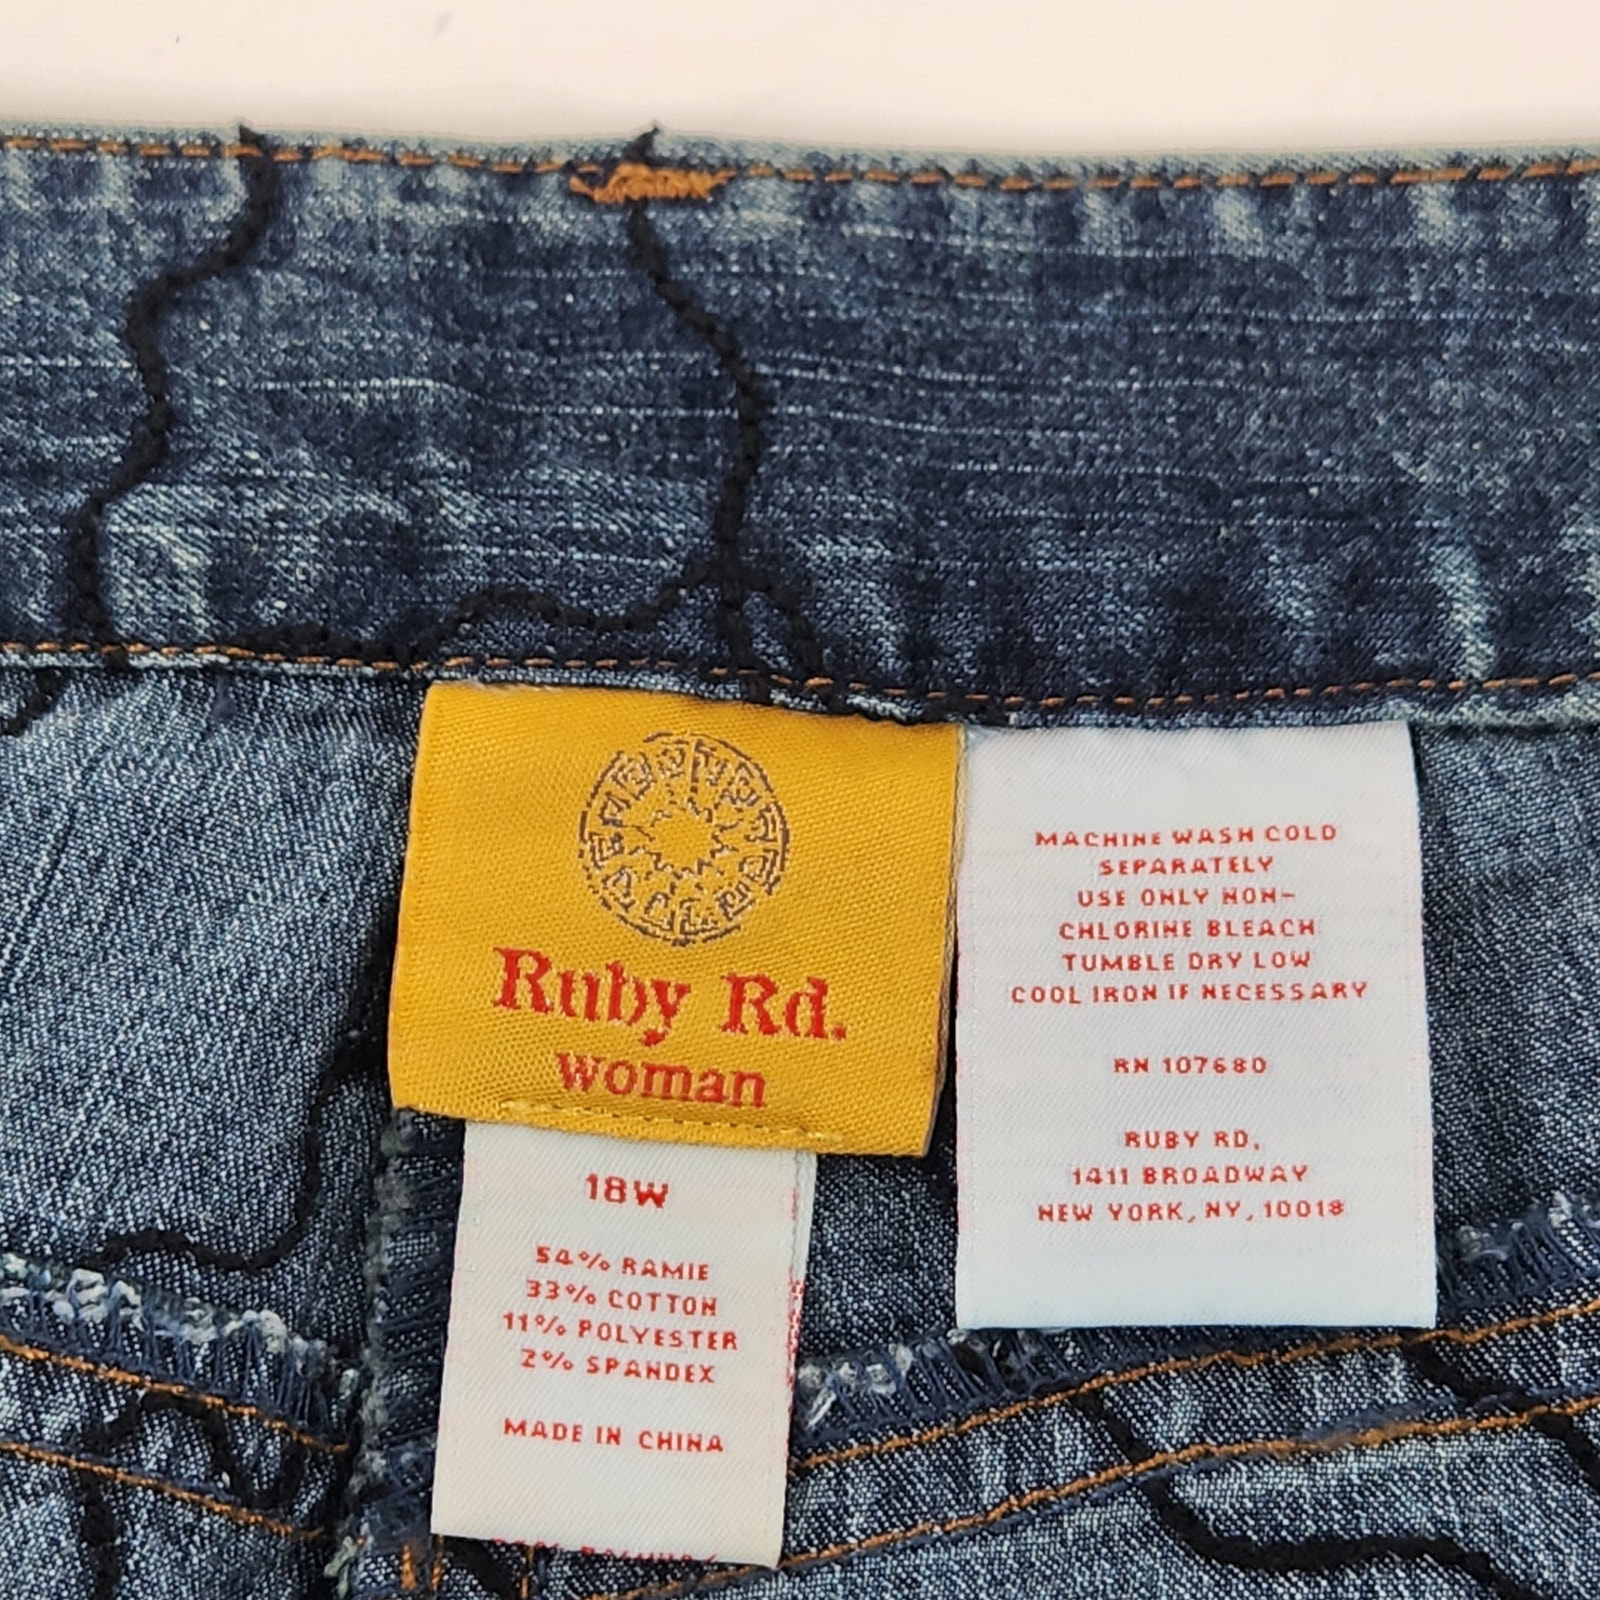 Ruby Rd.
woman
18W
54% RAMIE
33% COTTON
11% POLYESTER
2% SPANDEX
MADE IN CHINA
MACHINE WASH COLD
SEPARATELY
USE ONLY NON-
CHLORINE BLEACH
TUMBLE DRY LOW
COOL IRON IF NECESSARY
RN 107680
RUBY RD.
1411 BROADWAY
NEW YORK, NY, 10018